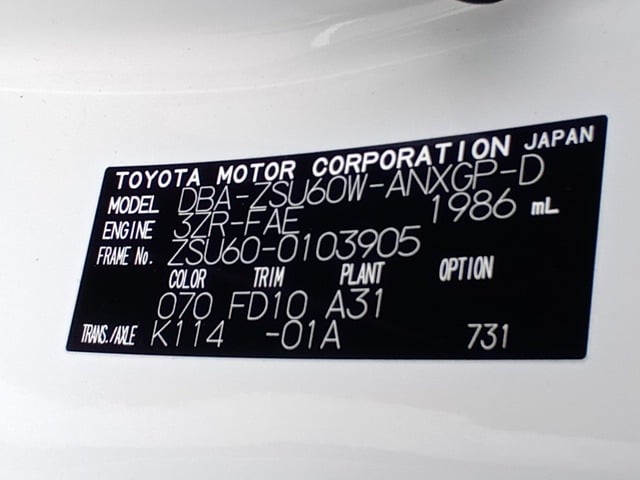 TOYOTA MOTOR CORPORATION JAPAN
MODEL DBA-ZSU60W-ANXGP-D
ENGINE 3ZR-FAE 1986 mL
FRAME No. ZSU60-0103905
COLOR TRIM PLANT OPTION
070 FD10 A31
TRANS./AXLE K114 -01A 731